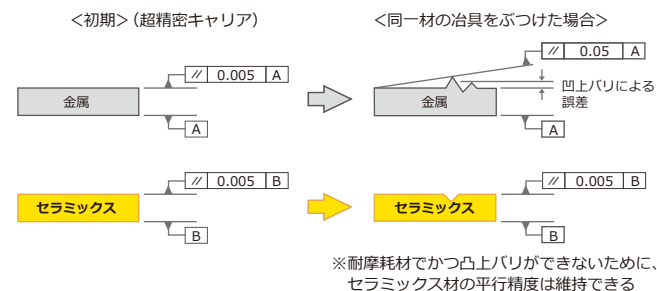 ＜初期＞（超精密キャリア）
＜同一材の冶具をぶつけた場合＞
// 0.005 A
金属
A
// 0.05 A
凹上バリによる
誤差
金属
A
// 0.005 B
セラミックス
B
// 0.005 B
セラミックス
B
※耐摩耗材でかつ凸上バリができないために、
セラミックス材の平行精度は維持できる